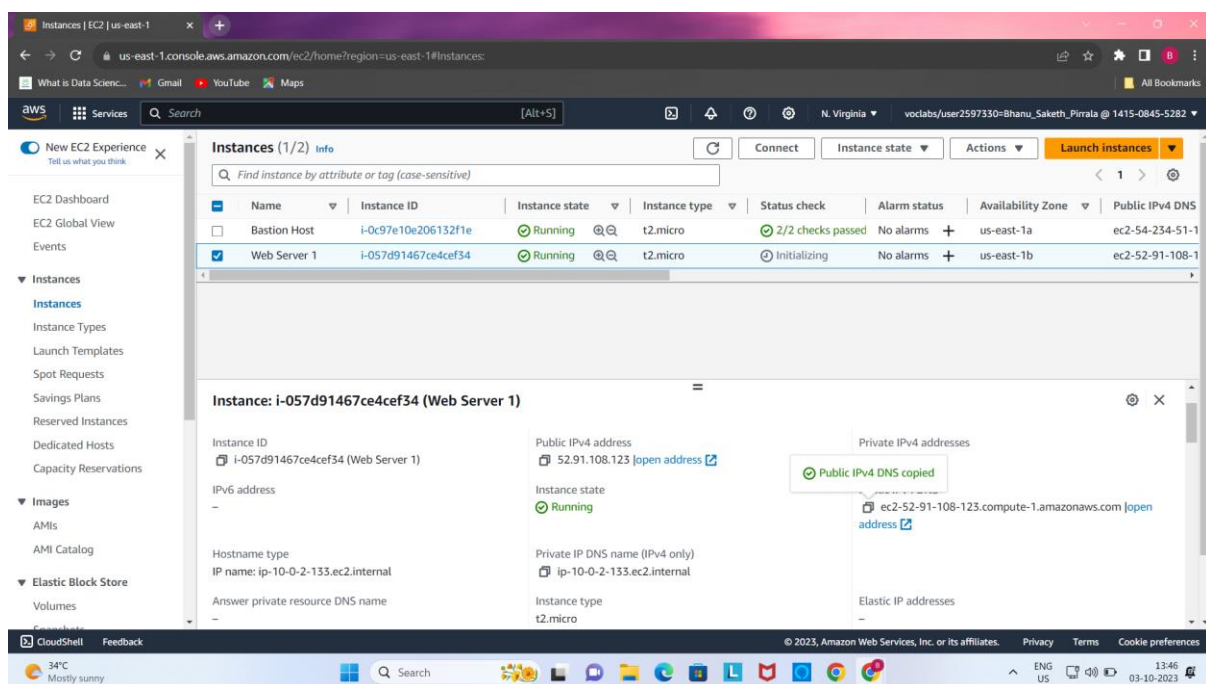 Instances | EC2 | us-east-1
us-east-1.console.aws.amazon.com/ec2/home?region=us-east-1#Instances:
What is Data Scienc... Gmail YouTube Maps All Bookmarks
aws Services Search [Alt+S] N. Virginia voclabs/user2597330=Bhanu_Saketh_Pirrala @ 1415-0845-5282
New EC2 Experience
Tell us what you think
EC2 Dashboard
EC2 Global View
Events
Instances
Instances
Instance Types
Launch Templates
Spot Requests
Savings Plans
Reserved Instances
Dedicated Hosts
Capacity Reservations
Images
AMIs
AMI Catalog
Elastic Block Store
Volumes
Instances (1/2) Info Connect Instance state Actions Launch instances
Find instance by attribute or tag (case-sensitive) 1
Name Instance ID Instance state Instance type Status check Alarm status Availability Zone Public IPv4 DNS
Bastion Host i-0c97e10e206132f1e Running t2.micro 2/2 checks passed No alarms + us-east-1a ec2-54-234-51-1
Web Server 1 i-057d91467ce4cef34 Running t2.micro Initializing No alarms + us-east-1b ec2-52-91-108-1
Instance: i-057d91467ce4cef34 (Web Server 1)
Instance ID Public IPv4 address Private IPv4 addresses
i-057d91467ce4cef34 (Web Server 1) 52.91.108.123 |open address
Public IPv4 DNS copied
IPv6 address Instance state
– Running ec2-52-91-108-123.compute-1.amazonaws.com |open
address
Hostname type Private IP DNS name (IPv4 only)
IP name: ip-10-0-2-133.ec2.internal ip-10-0-2-133.ec2.internal
Answer private resource DNS name Instance type Elastic IP addresses
– t2.micro –
CloudShell Feedback © 2023, Amazon Web Services, Inc. or its affiliates. Privacy Terms Cookie preferences
34°C
Mostly sunny
Search
ENG
US
13:46
03-10-2023